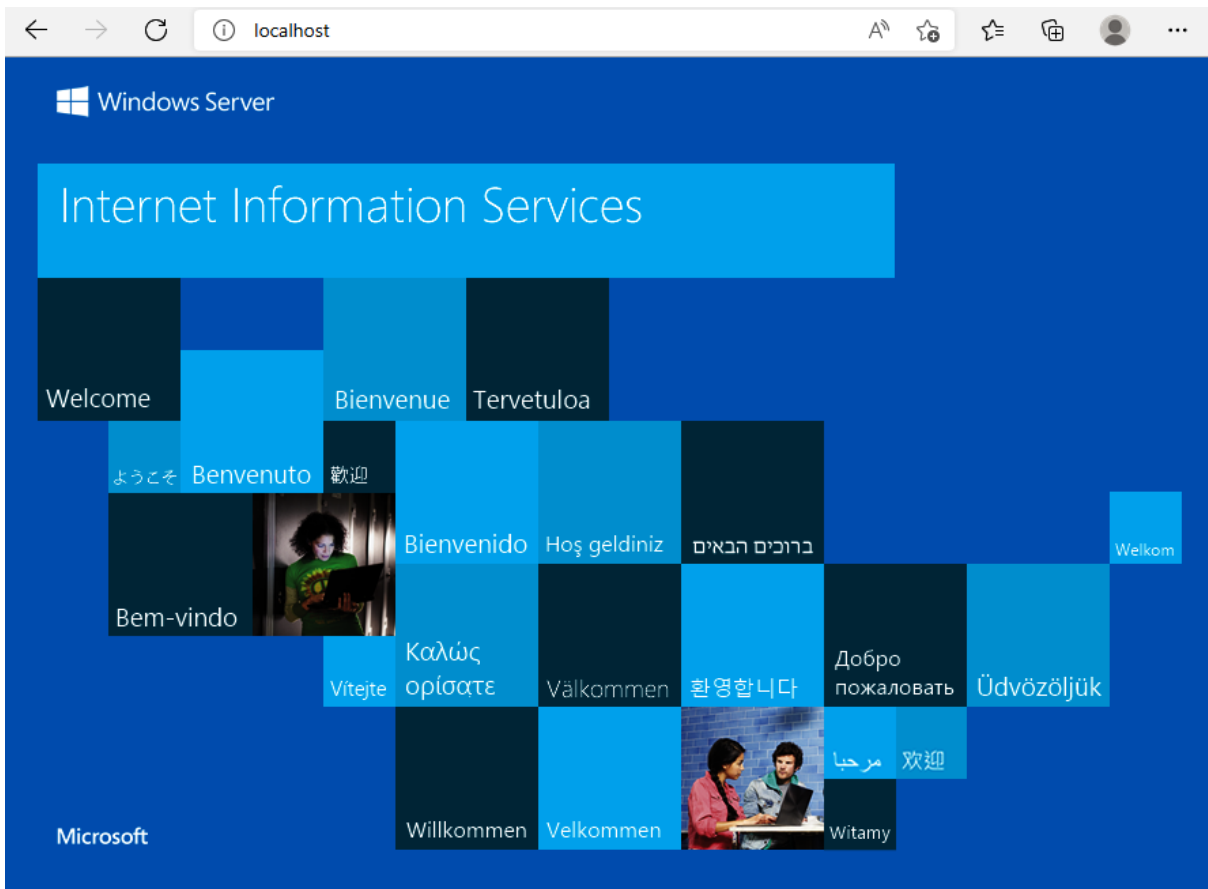 localhost
Windows Server
Internet Information Services
Welcome
Bienvenue
Tervetuloa
ようこそ
Benvenuto
歡迎
Bienvenido
Hoş geldiniz
ברוכים הבאים
Welkom
Bem-vindo
Vítejte
Καλώς
ορίσατε
Välkommen
환영합니다
Добро
пожаловать
Üdvözöljük
مرحبا
欢迎
Microsoft
Willkommen
Velkommen
Witamy